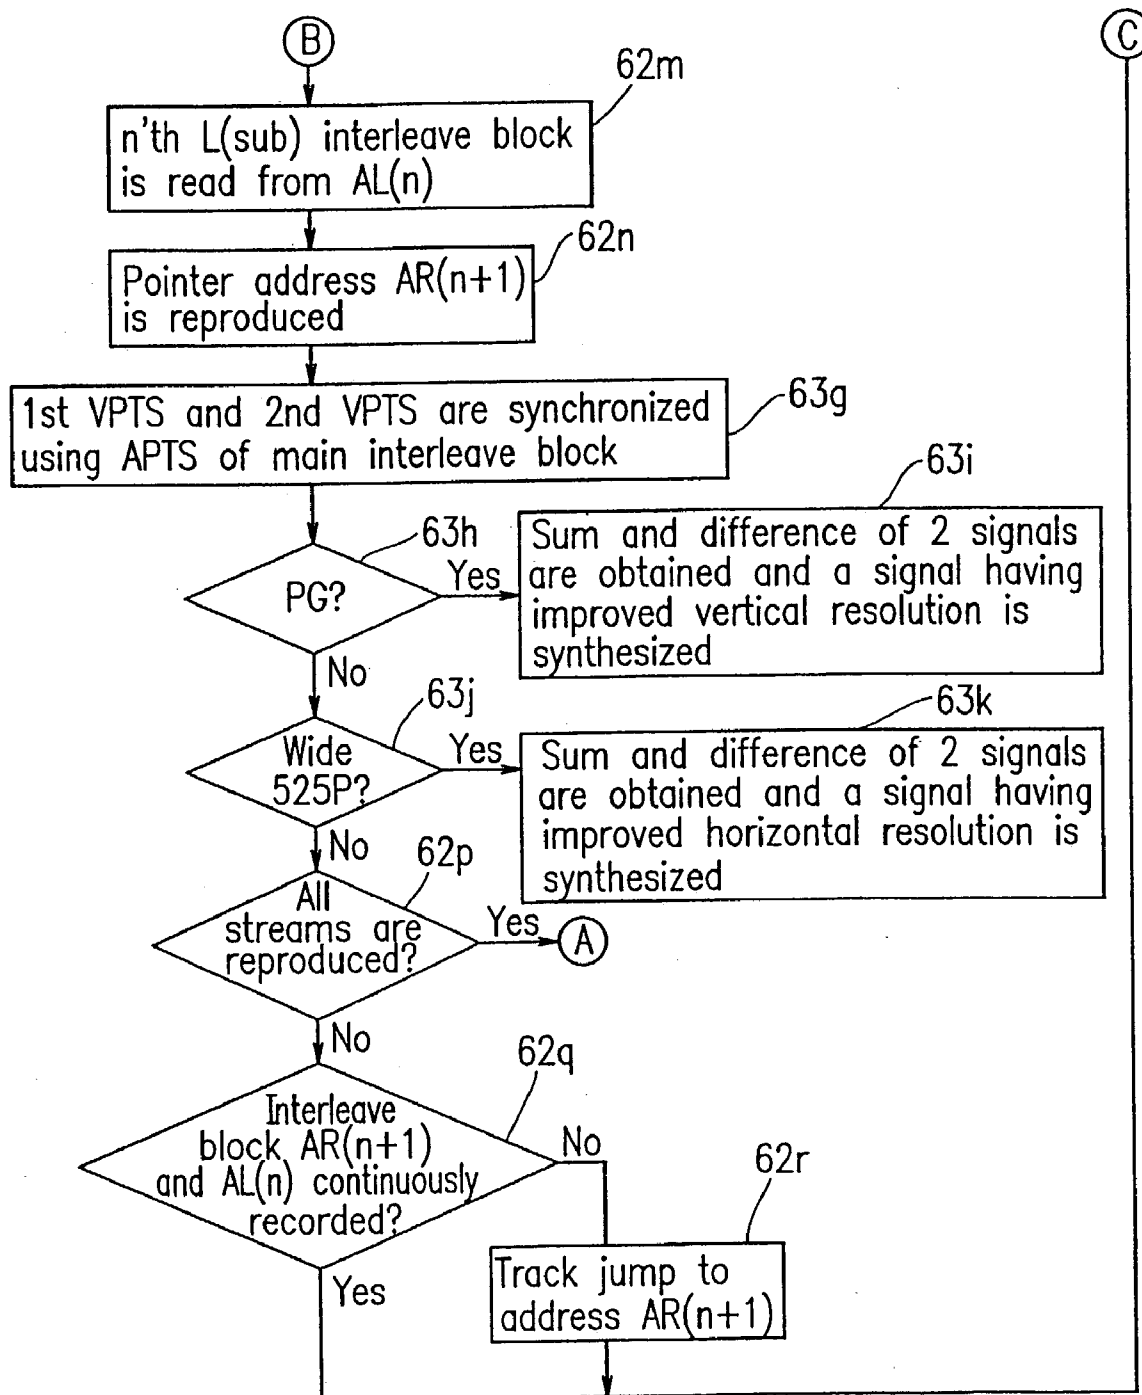 B
C
62m
n'th L(sub) interleave block
is read from AL(n)
62n
Pointer address AR(n+1)
is reproduced
63g
1st VPTS and 2nd VPTS are synchronized
using APTS of main interleave block
63h
PG?
Yes
63i
Sum and difference of 2 signals
are obtained and a signal having
improved vertical resolution is
synthesized
No
63j
Wide
525P?
Yes
63k
Sum and difference of 2 signals
are obtained and a signal having
improved horizontal resolution is
synthesized
No
62p
All
streams are
reproduced?
Yes
A
No
62q
Interleave
block AR(n+1)
and AL(n) continuously
recorded?
No
62r
Track jump to
address AR(n+1)
Yes